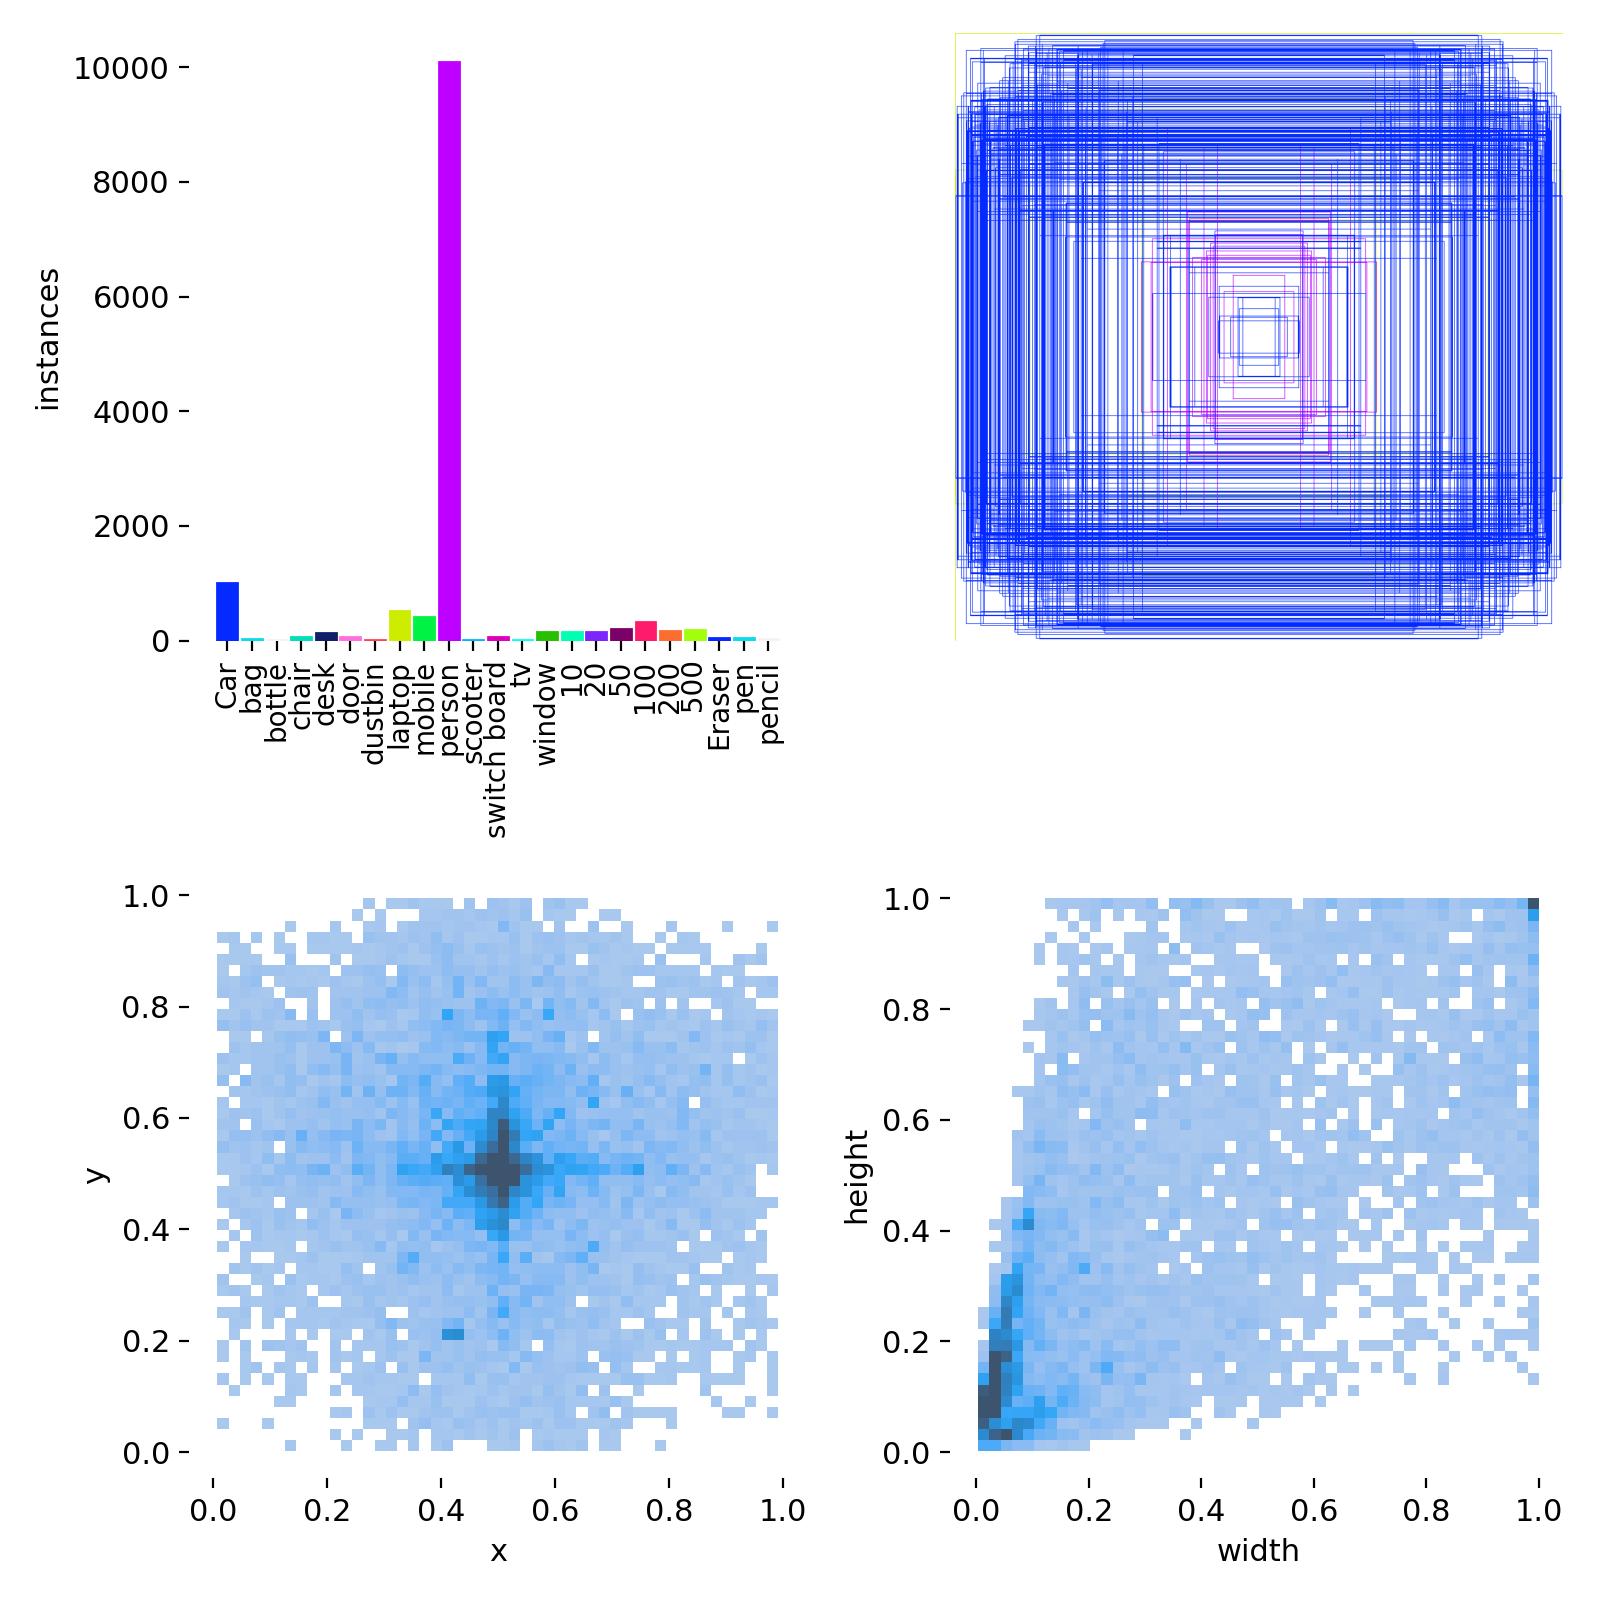 instances
10000
8000
6000
4000
2000
0
Car
bag
bottle
chair
desk
door
dustbin
laptop
mobile
person
scooter
switch board
tv
window
10
20
50
100
200
500
Eraser
pen
pencil
y
1.0
0.8
0.6
0.4
0.2
0.0
0.0 0.2 0.4 0.6 0.8 1.0
x
height
1.0
0.8
0.6
0.4
0.2
0.0
0.0 0.2 0.4 0.6 0.8 1.0
width